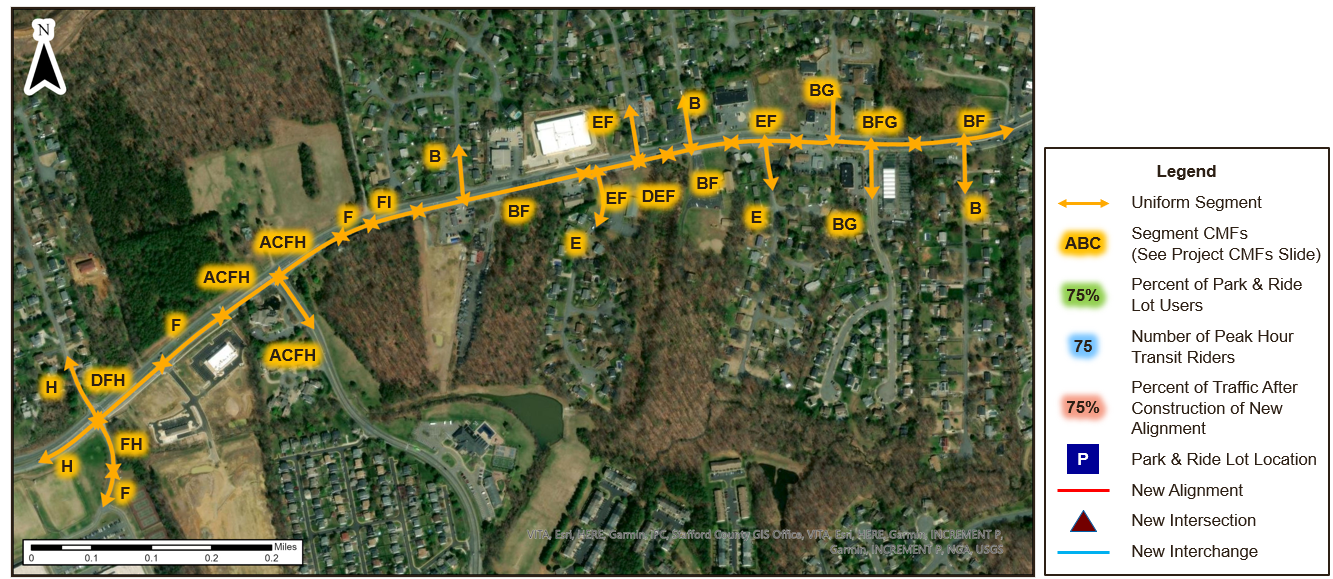 N
BG
B
EF
EF
BFG
BF
B
FI
F
BF
EF
DEF
BF
E
BG
B
E
ACFH
ACFH
F
ACFH
DFH
H
FH
H
F
Miles
0 0.1 0.1 0.2 0.2
VITA, Esri, HERE, Garmin, iPC, Stafford County GIS Office, VITA, Esri, HERE, Garmin, INCREMENT P,
Garmin, INCREMENT P, NGA, USGS
Legend
Uniform Segment
ABC Segment CMFs
(See Project CMFs Slide)
75% Percent of Park & Ride
Lot Users
75 Number of Peak Hour
Transit Riders
75% Percent of Traffic After
Construction of New
Alignment
P Park & Ride Lot Location
New Alignment
New Intersection
New Interchange